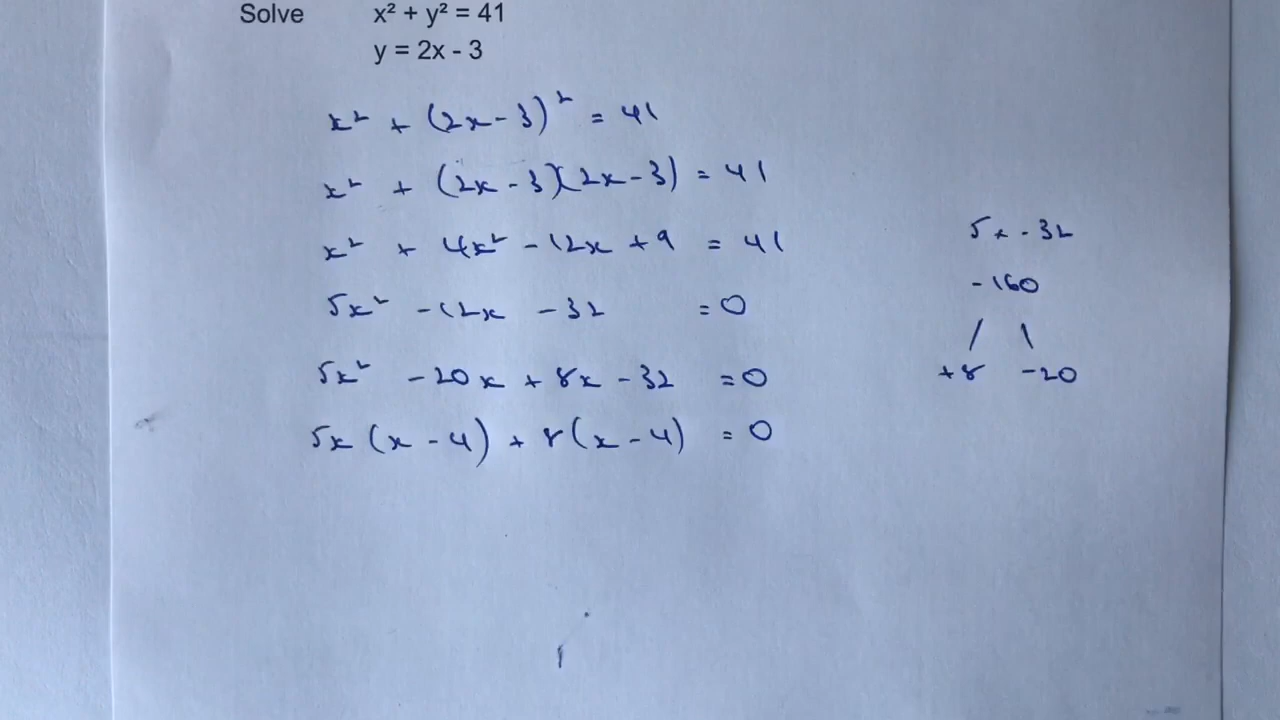 Solve x² + y² = 41
y = 2x - 3
x² + (2x - 3)² = 41
x² + (2x - 3)(2x - 3) = 41
x² + 4x² - 12x + 9 = 41
5x² - 12x - 32 = 0
5x² - 20x + 8x - 32 = 0
5x (x - 4) + 8(x - 4) = 0
5 x - 32
- 160
/ \
+8 -20